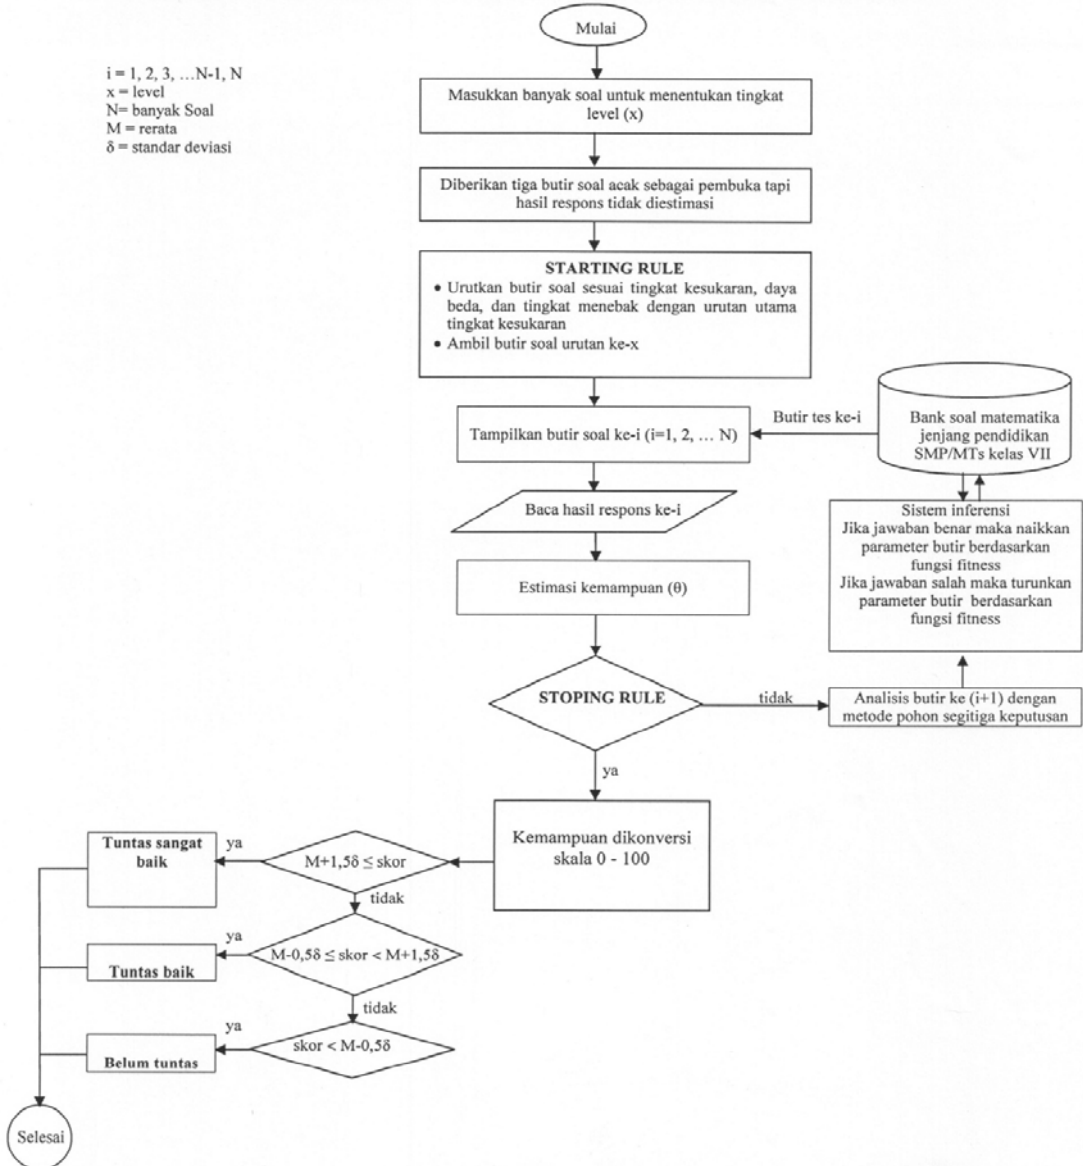 Mulai
i = 1, 2, 3, …N-1, N
x = level
N= banyak Soal
M = rerata
δ = standar deviasi
Masukkan banyak soal untuk menentukan tingkat
level (x)
Diberikan tiga butir soal acak sebagai pembuka tapi
hasil respons tidak diestimasi
STARTING RULE
• Urutkan butir soal sesuai tingkat kesukaran, daya
beda, dan tingkat menebak dengan urutan utama
tingkat kesukaran
• Ambil butir soal urutan ke-x
Tampilkan butir soal ke-i (i=1, 2, … N)
Butir tes ke-i
Bank soal matematika
jenjang pendidikan
SMP/MTs kelas VII
Baca hasil respons ke-i
Sistem inferensi
Jika jawaban benar maka naikkan
parameter butir berdasarkan
fungsi fitness
Jika jawaban salah maka turunkan
parameter butir berdasarkan
fungsi fitness
Estimasi kemampuan (θ)
STOPING RULE
tidak
Analisis butir ke (i+1) dengan
metode pohon segitiga keputusan
ya
Kemampuan dikonversi
skala 0 - 100
M+1,5δ ≤ skor
ya
Tuntas sangat
baik
tidak
M-0,5δ ≤ skor < M+1,5δ
ya
Tuntas baik
tidak
skor < M-0,5δ
ya
Belum tuntas
Selesai